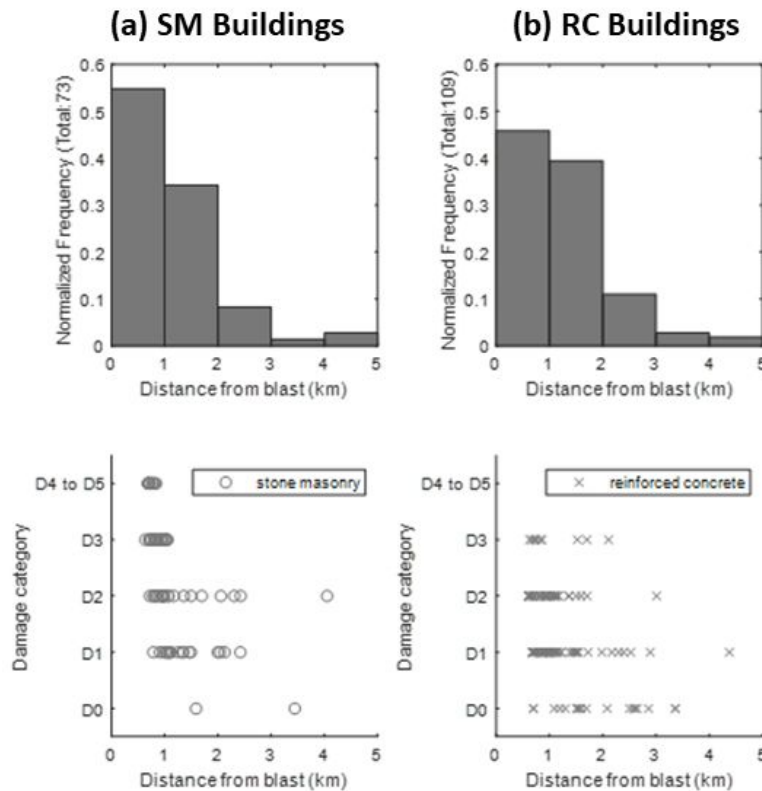 (a) SM Buildings
(b) RC Buildings
Normalized Frequency (Total:73)
0.6
0.5
0.4
0.3
0.2
0.1
0
0 1 2 3 4 5
Distance from blast (km)
Normalized Frequency (Total:109)
0.6
0.5
0.4
0.3
0.2
0.1
0
0 1 2 3 4 5
Distance from blast (km)
Damage category
D4 to D5
D3
D2
D1
D0
stone masonry
0 1 2 3 4 5
Distance from blast (km)
Damage category
D4 to D5
D3
D2
D1
D0
reinforced concrete
0 1 2 3 4 5
Distance from blast (km)